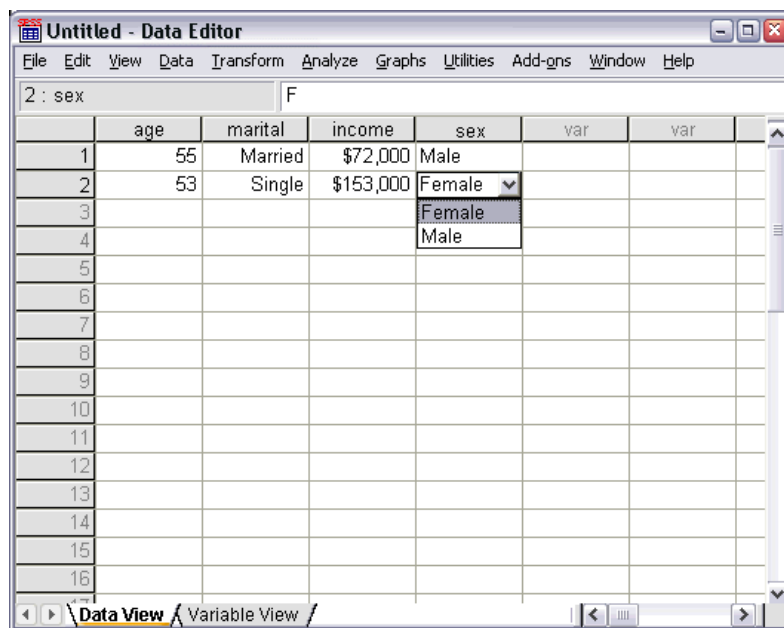 Untitled - Data Editor
File Edit View Data Transform Analyze Graphs Utilities Add-ons Window Help
2 : sex F
age marital income sex var var
1 55 Married $72,000 Male
2 53 Single $153,000 Female
3 Female
4 Male
5
6
7
8
9
10
11
12
13
14
15
16
17
Data View Variable View